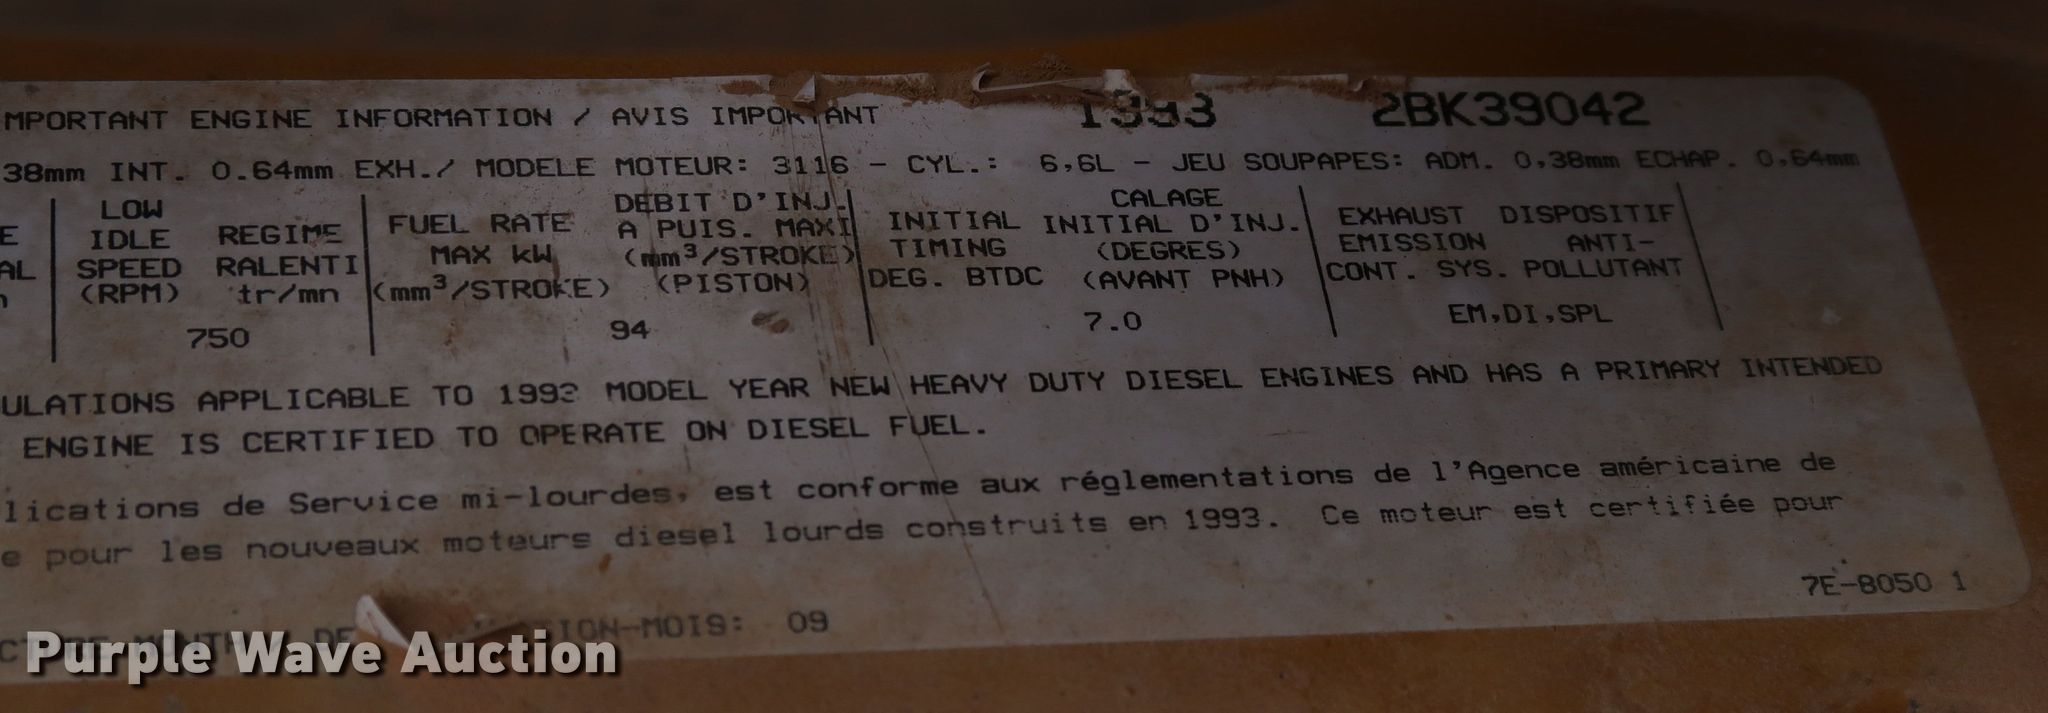 MPORTANT ENGINE INFORMATION / AVIS IMPORTANT 1993 2BK39042
38mm INT. 0.64mm EXH./ MODELE MOTEUR: 3116 - CYL.: 6,6L - JEU SOUPAPES: ADM. 0,38mm ECHAP. 0,64mm
LOW DEBIT D'INJ. CALAGE
E IDLE REGIME FUEL RATE A PUIS. MAXI INITIAL INITIAL D'INJ. EXHAUST DISPOSITIF
AL SPEED RALENTI MAX kW (mm³/STROKE) TIMING (DEGRES) EMISSION ANTI-
(RPM) tr/mn (mm³/STROKE) (PISTON) DEG. BTDC (AVANT PNH) CONT. SYS. POLLUTANT
750 94 7.0 EM,DI,SPL
ULATIONS APPLICABLE TO 1993 MODEL YEAR NEW HEAVY DUTY DIESEL ENGINES AND HAS A PRIMARY INTENDED
ENGINE IS CERTIFIED TO OPERATE ON DIESEL FUEL.
lications de Service mi-lourdes, est conforme aux réglementations de l'Agence américaine de
e pour les nouveaux moteurs diesel lourds construits en 1993. Ce moteur est certifiée pour
7E-8050 1
DE ION-MOIS: 09
Purple Wave Auction